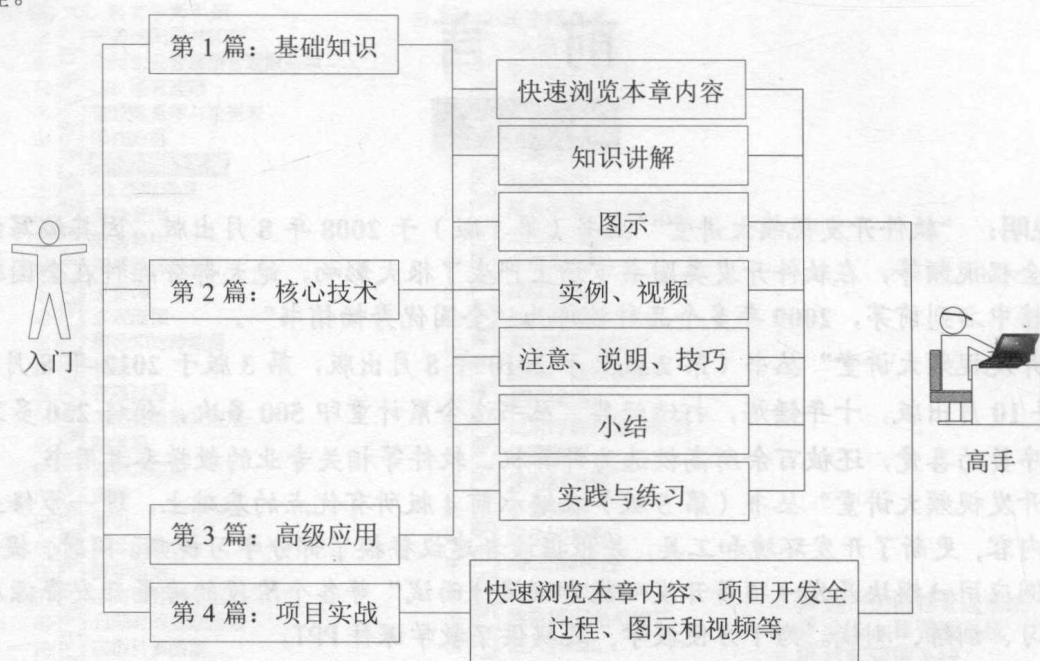 第 1 篇：基础知识
快速浏览本章内容
知识讲解
图示
第 2 篇：核心技术
实例、视频
入门
注意、说明、技巧
小结
高手
实践与练习
第 3 篇：高级应用
第 4 篇：项目实战
快速浏览本章内容、项目开发全
过程、图示和视频等